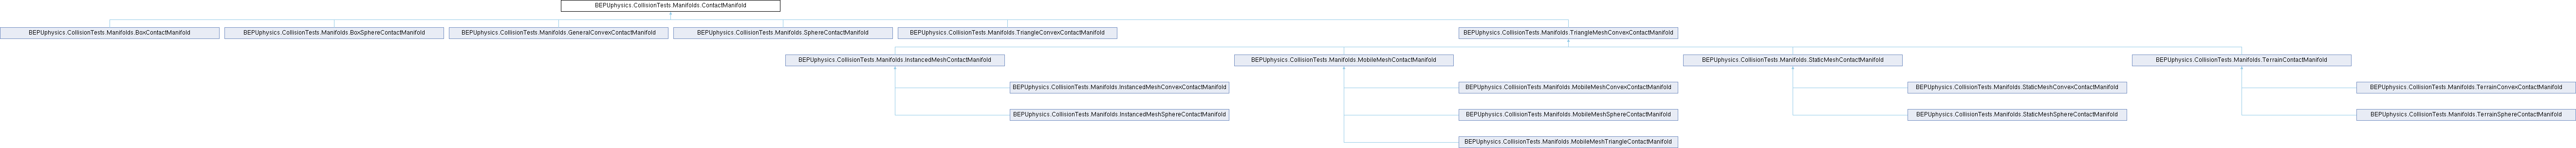 BEPUphysics.CollisionTests.Manifolds.ContactManifold
BEPUphysics.CollisionTests.Manifolds.BoxContactManifold
BEPUphysics.CollisionTests.Manifolds.BoxSphereContactManifold
BEPUphysics.CollisionTests.Manifolds.GeneralConvexContactManifold
BEPUphysics.CollisionTests.Manifolds.SphereContactManifold
BEPUphysics.CollisionTests.Manifolds.TriangleConvexContactManifold
BEPUphysics.CollisionTests.Manifolds.TriangleMeshConvexContactManifold
BEPUphysics.CollisionTests.Manifolds.InstancedMeshContactManifold
BEPUphysics.CollisionTests.Manifolds.MobileMeshContactManifold
BEPUphysics.CollisionTests.Manifolds.StaticMeshContactManifold
BEPUphysics.CollisionTests.Manifolds.TerrainContactManifold
BEPUphysics.CollisionTests.Manifolds.InstancedMeshConvexContactManifold
BEPUphysics.CollisionTests.Manifolds.MobileMeshConvexContactManifold
BEPUphysics.CollisionTests.Manifolds.StaticMeshConvexContactManifold
BEPUphysics.CollisionTests.Manifolds.TerrainConvexContactManifold
BEPUphysics.CollisionTests.Manifolds.InstancedMeshSphereContactManifold
BEPUphysics.CollisionTests.Manifolds.MobileMeshSphereContactManifold
BEPUphysics.CollisionTests.Manifolds.StaticMeshSphereContactManifold
BEPUphysics.CollisionTests.Manifolds.TerrainSphereContactManifold
BEPUphysics.CollisionTests.Manifolds.MobileMeshTriangleContactManifold